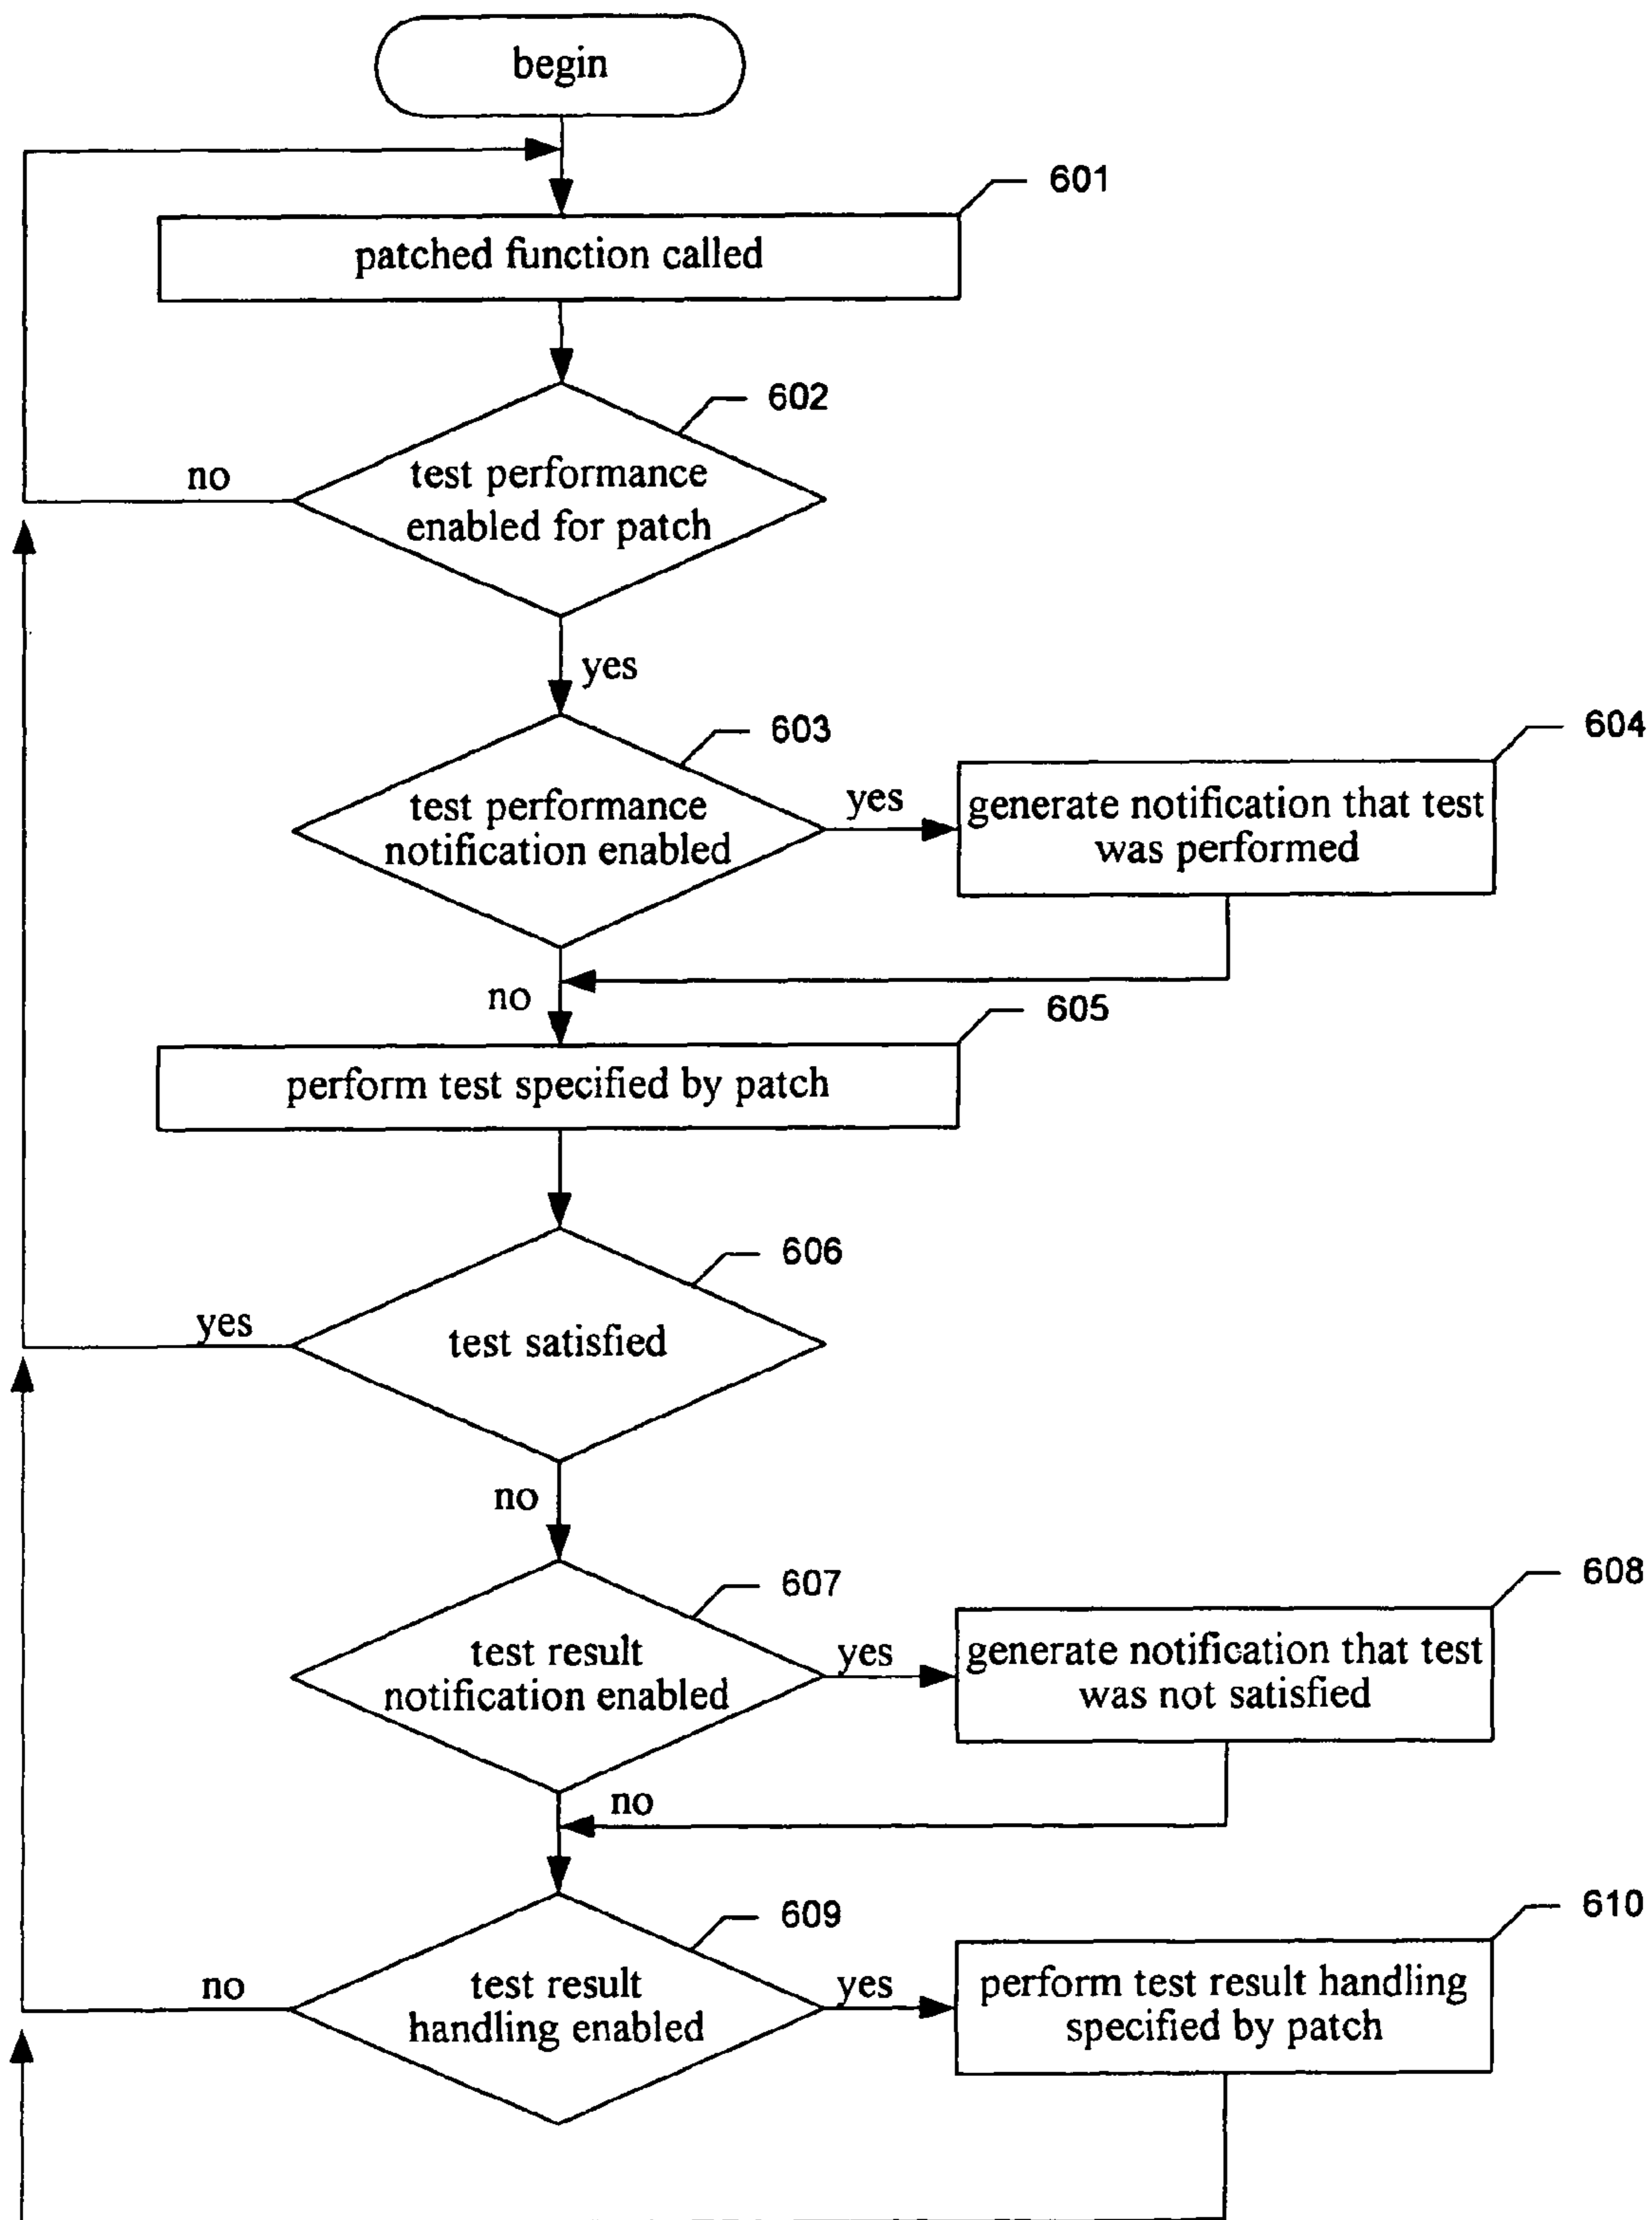 begin
601
patched function called
602
test performance
enabled for patch
no
yes
603
test performance
notification enabled
yes
604
generate notification that test
was performed
no
605
perform test specified by patch
606
test satisfied
yes
no
607
test result
notification enabled
yes
608
generate notification that test
was not satisfied
no
609
test result
handling enabled
no
yes
610
perform test result handling
specified by patch